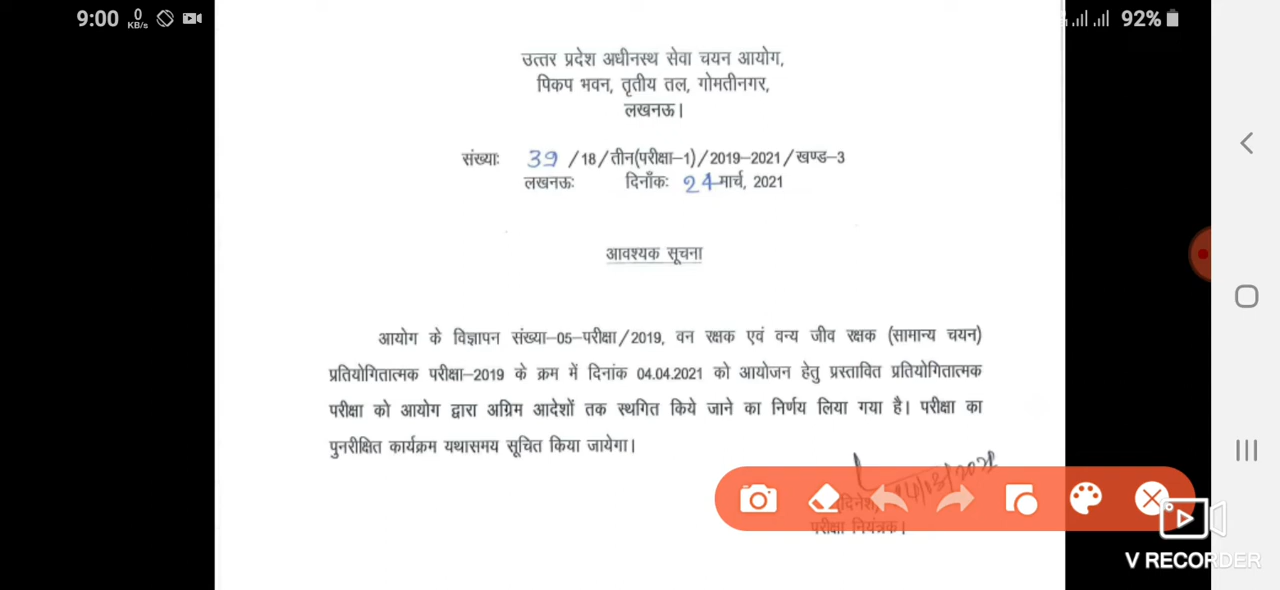 9:00 0 KB/s 92%
उत्तर प्रदेश अधीनस्थ सेवा चयन आयोग,
पिकप भवन, तृतीय तल, गोमतीनगर,
लखनऊ।
संख्याः 39 /18/तीन(परीक्षा-1)/2019-2021/खण्ड-3
लखनऊः दिनाँकः 24 मार्च, 2021
आवश्यक सूचना
आयोग के विज्ञापन संख्या-05-परीक्षा/2019, वन रक्षक एवं वन्य जीव रक्षक (सामान्य चयन)
प्रतियोगितात्मक परीक्षा-2019 के क्रम में दिनांक 04.04.2021 को आयोजन हेतु प्रस्तावित प्रतियोगितात्मक
परीक्षा को आयोग द्वारा अग्रिम आदेशों तक स्थगित किये जाने का निर्णय लिया गया है। परीक्षा का
पुनरीक्षित कार्यक्रम यथासमय सूचित किया जायेगा।
परीक्षा नियंत्रक।
V RECORDER